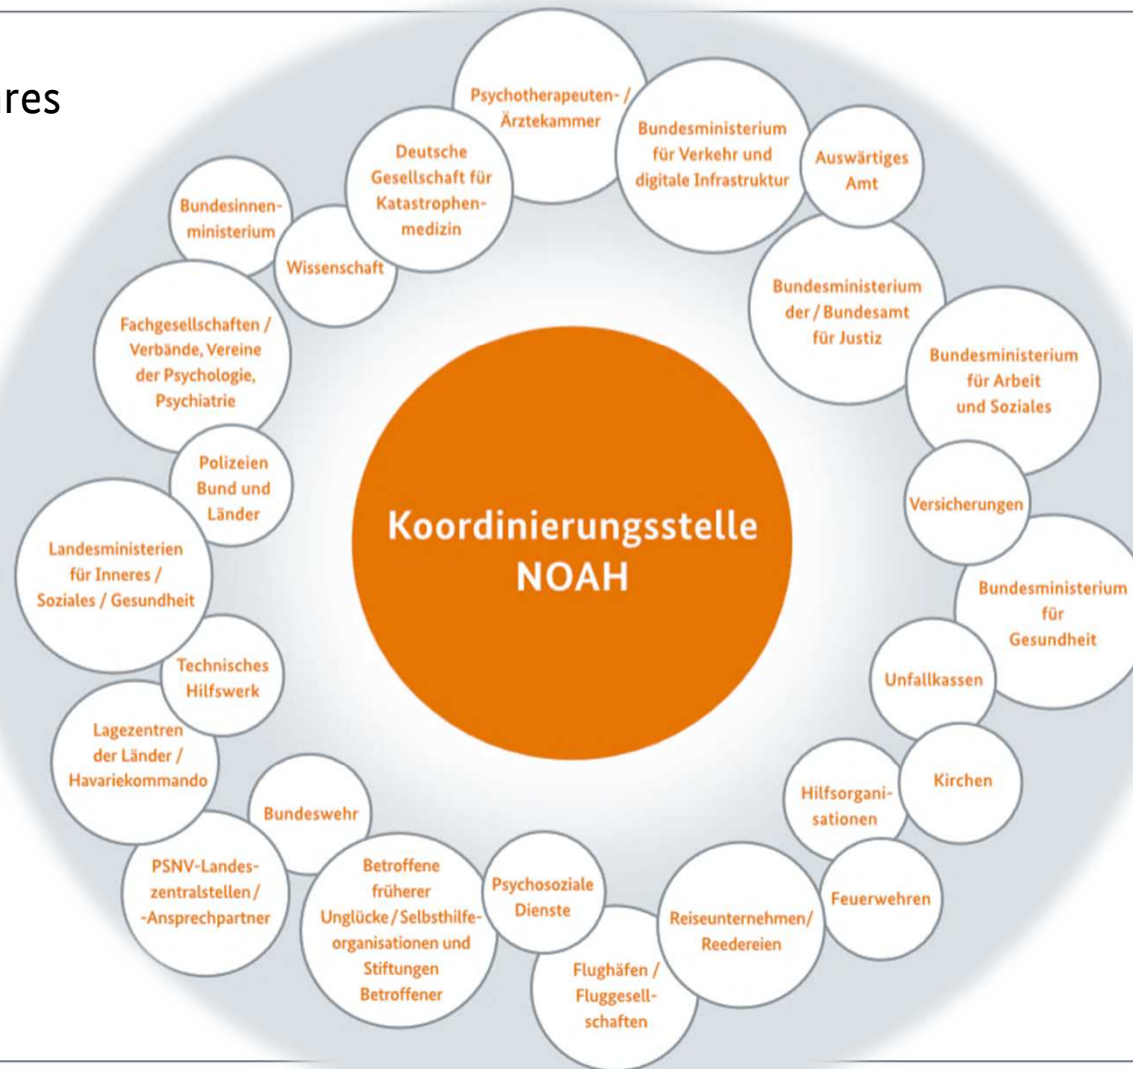 res
Psychotherapeuten- /
Ärztekammer
Bundesministerium
für Verkehr und
digitale Infrastruktur
Auswärtiges
Amt
Deutsche
Gesellschaft für
Katastrophen-
medizin
Bundesinnen-
ministerium
Wissenschaft
Bundesministerium
der / Bundesamt
für Justiz
Fachgesellschaften /
Verbände, Vereine
der Psychologie,
Psychiatrie
Bundesministerium
für Arbeit
und Soziales
Polizeien
Bund und
Länder
Versicherungen
Koordinierungsstelle
NOAH
Landesministerien
für Inneres /
Soziales / Gesundheit
Bundesministerium
für
Gesundheit
Technisches
Hilfswerk
Unfallkassen
Lagezentren
der Länder /
Havariekommando
Kirchen
Hilfsorgani-
sationen
Bundeswehr
PSNV-Landes-
zentralstellen /
-Ansprechpartner
Betroffene
früherer
Unglücke / Selbsthilfe-
organisationen und
Stiftungen
Betroffener
Psychosoziale
Dienste
Feuerwehren
Reiseunternehmen/
Reedereien
Flughäfen /
Fluggesell-
schaften